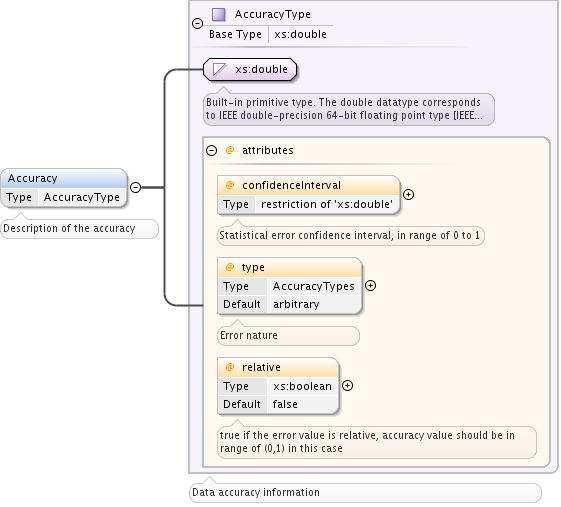 AccuracyType
Base Type xs:double
xs:double
Built-in primitive type. The double datatype corresponds
to IEEE double-precision 64-bit floating point type [IEEE...
@ attributes
Accuracy
Type AccuracyType
Description of the accuracy
@ confidenceInterval
Type restriction of 'xs:double'
Statistical error confidence interval, in range of 0 to 1
@ type
Type AccuracyTypes
Default arbitrary
Error nature
@ relative
Type xs:boolean
Default false
true if the error value is relative, accuracy value should be in
range of (0,1) in this case
Data accuracy information